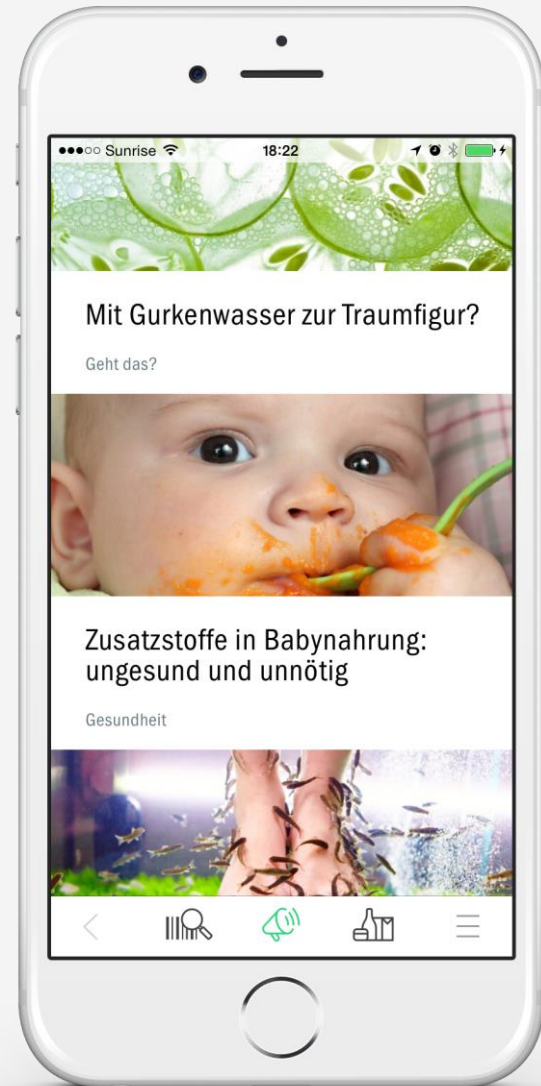 Sunrise 18:22
Mit Gurkenwasser zur Traumfigur?
Geht das?
Zusatzstoffe in Babynahrung:
ungesund und unnötig
Gesundheit